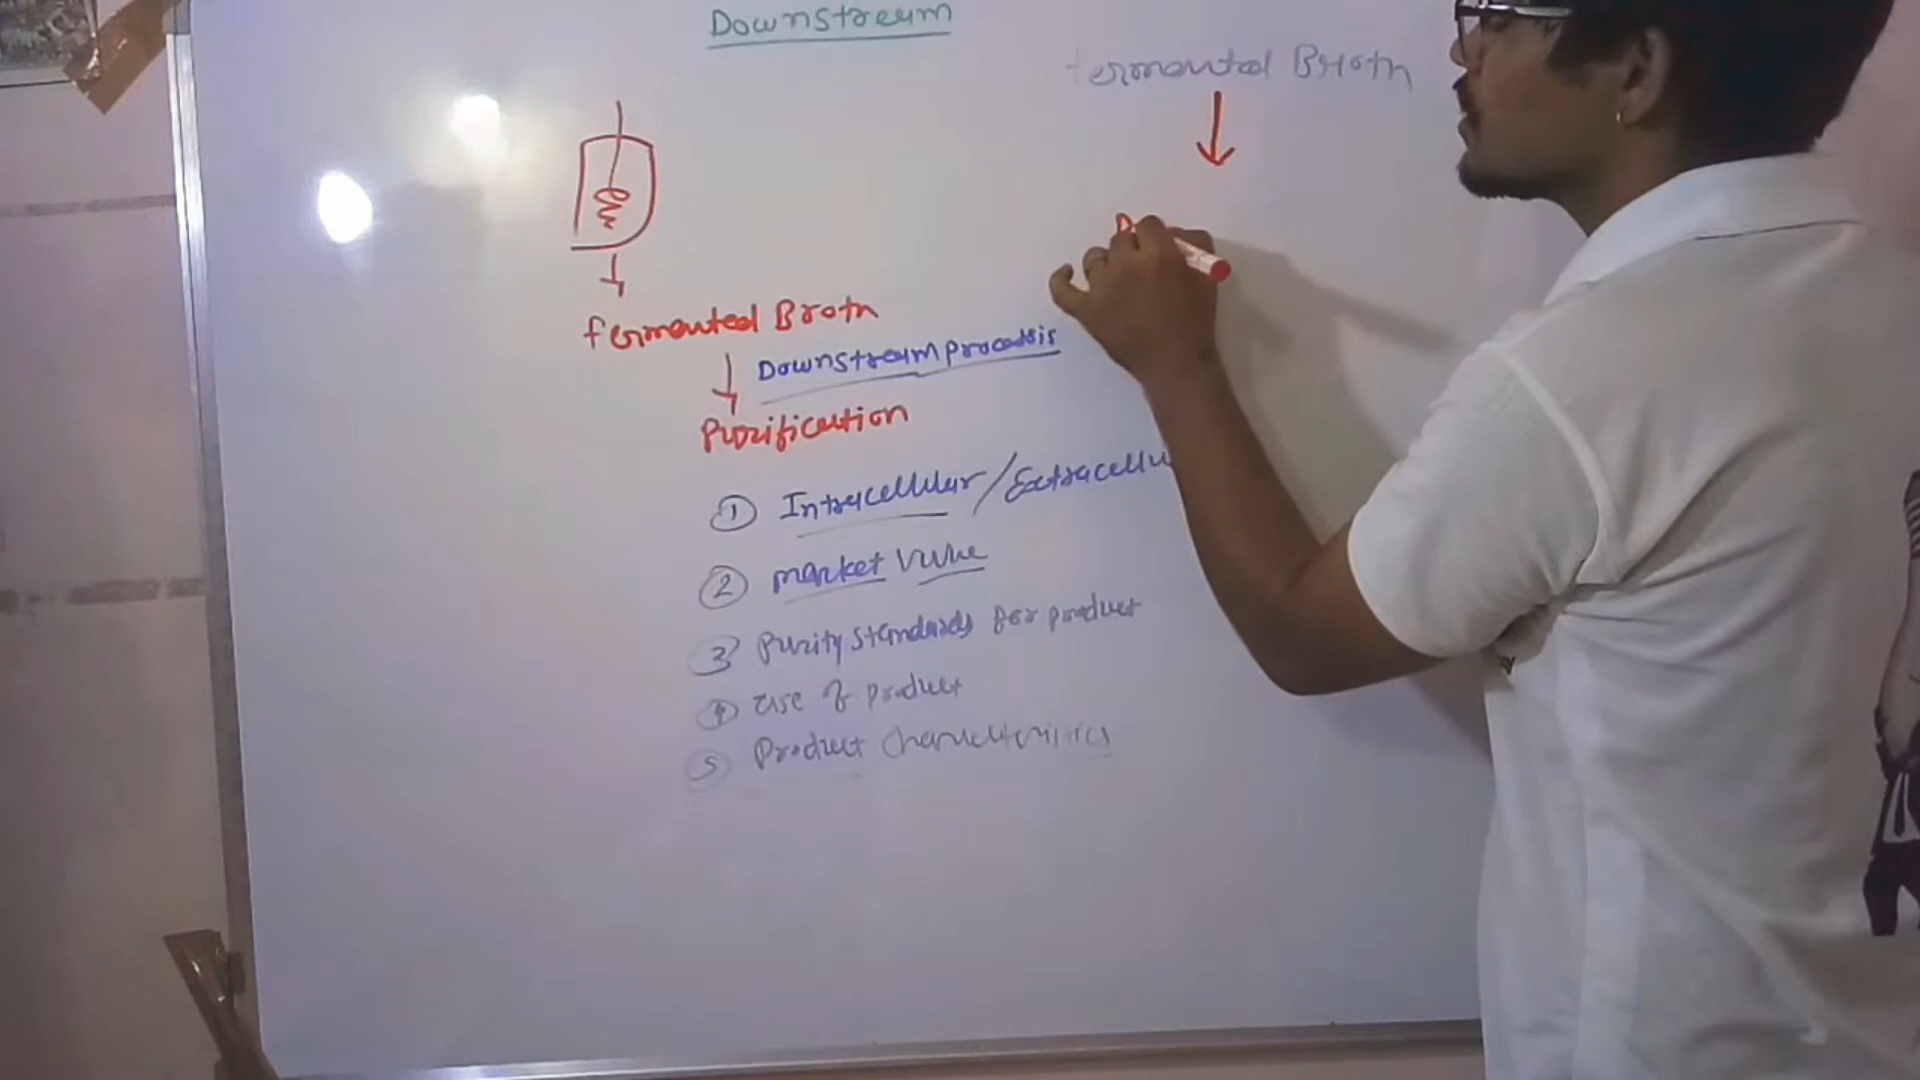 Downstream
fermented Broth
Downstream processis
Purification
① Intracellular / Extracellu
② market value
③ Purity standards for product
④ use of product
⑤ Product Characteristics
fermented Broth